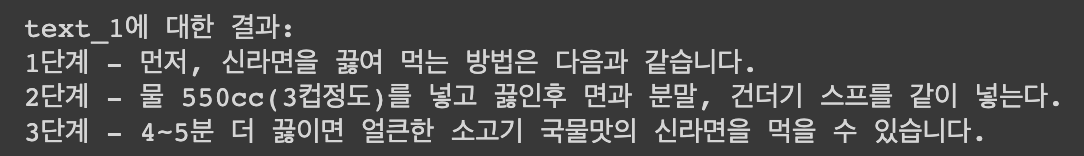 text_1에 대한 결과:
1단계 - 먼저, 신라면을 끓여 먹는 방법은 다음과 같습니다.
2단계 - 물 550cc(3컵정도)를 넣고 끓인후 면과 분말, 건더기 스프를 같이 넣는다.
3단계 - 4~5분 더 끓이면 얼큰한 소고기 국물맛의 신라면을 먹을 수 있습니다.